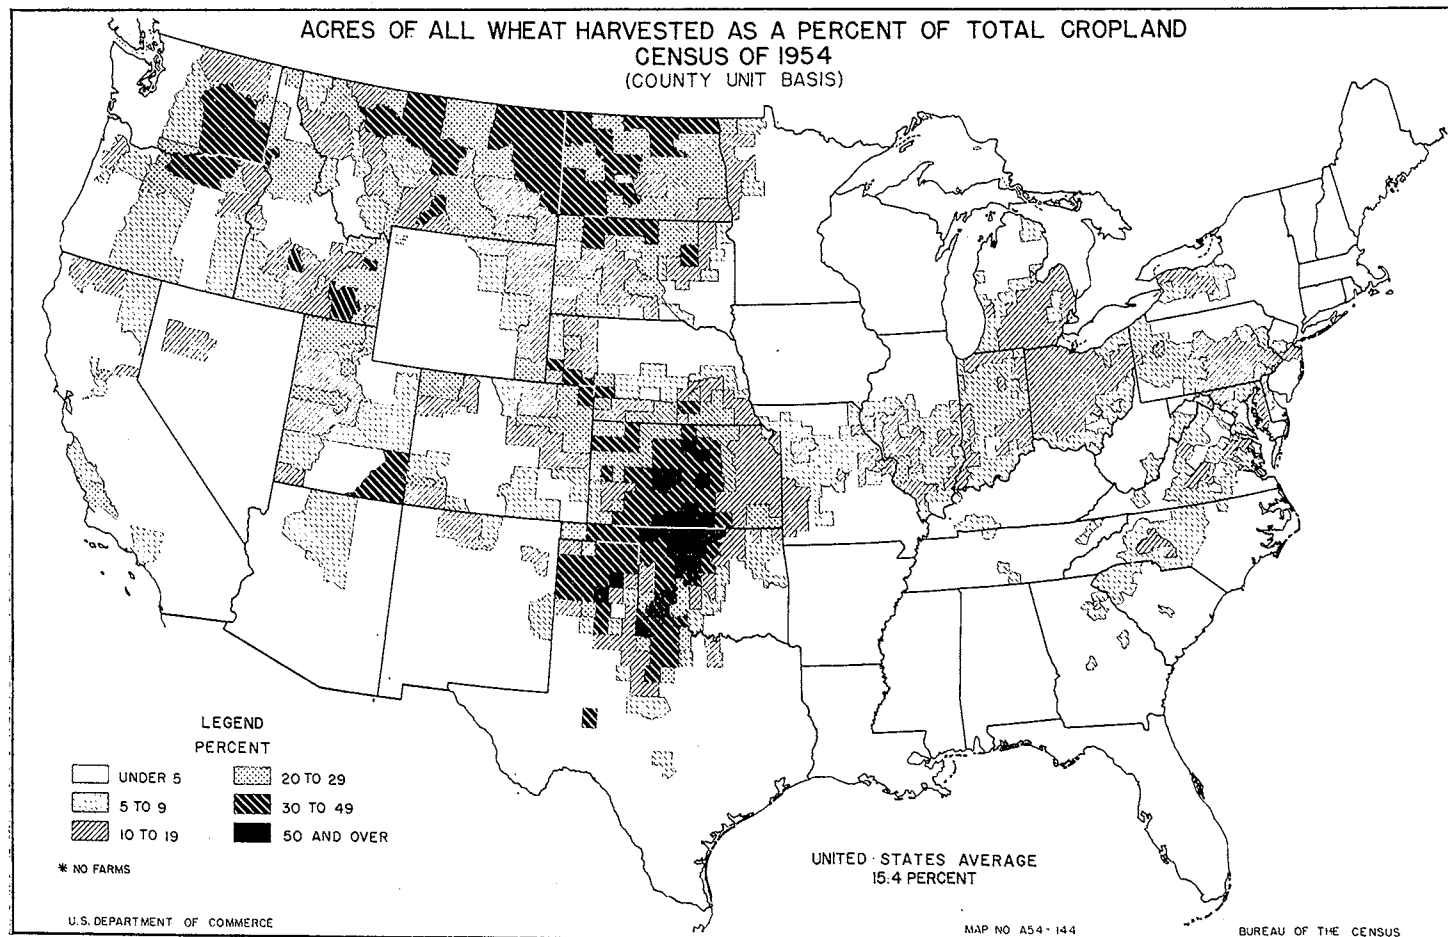 ACRES OF ALL WHEAT HARVESTED AS A PERCENT OF TOTAL CROPLAND
CENSUS OF 1954
(COUNTY UNIT BASIS)
LEGEND
PERCENT
UNDER 5
5 TO 9
10 TO 19
20 TO 29
30 TO 49
50 AND OVER
* NO FARMS
UNITED STATES AVERAGE
15.4 PERCENT
U.S. DEPARTMENT OF COMMERCE
MAP NO A54-144
BUREAU OF THE CENSUS